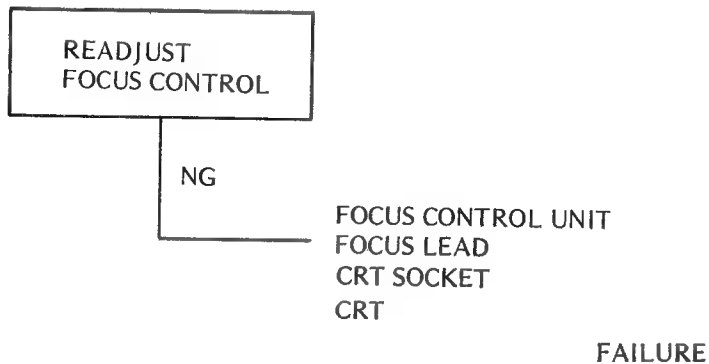 READJUST
FOCUS CONTROL
NG
FOCUS CONTROL UNIT
FOCUS LEAD
CRT SOCKET
CRT
FAILURE